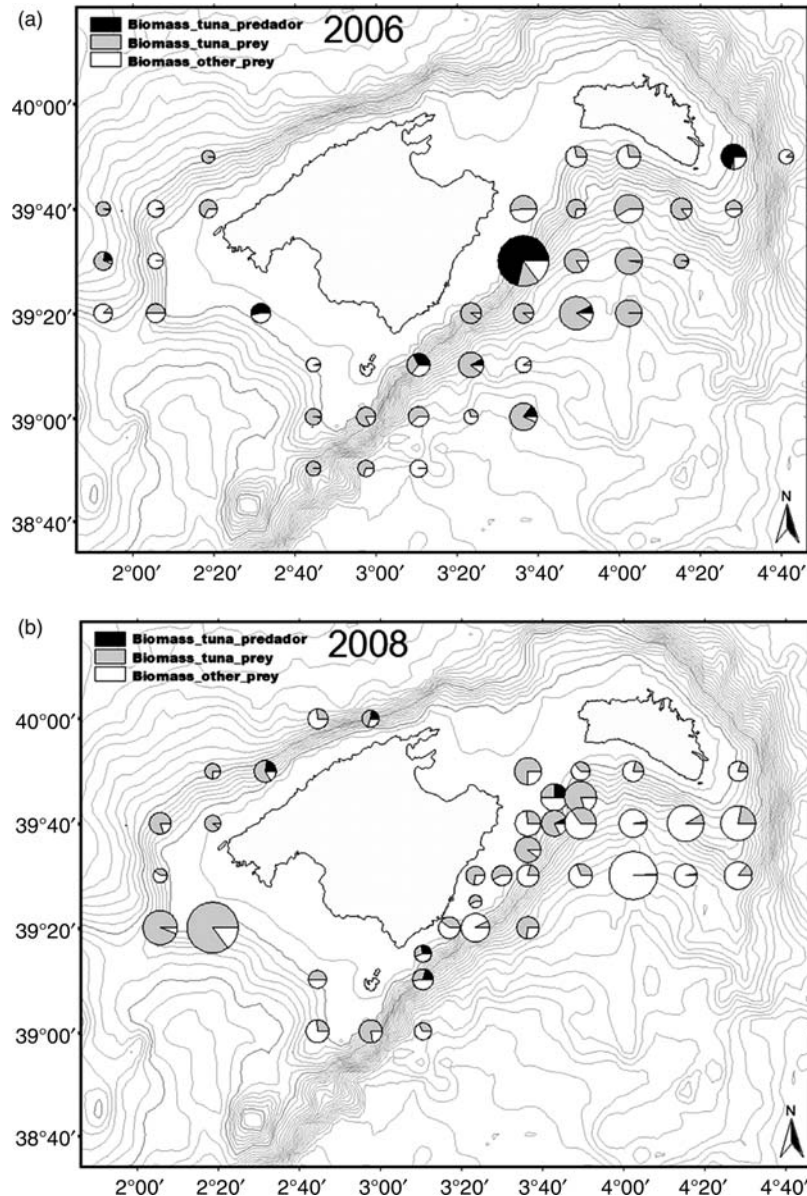 (a)
Biomass_tuna_predador
Biomass_tuna_prey
Biomass_other_prey
2006
40°00′
39°40′
39°20′
39°00′
38°40′
N
2°00′ 2°20′ 2°40′ 3°00′ 3°20′ 3°40′ 4°00′ 4°20′ 4°40′
(b)
Biomass_tuna_predador
Biomass_tuna_prey
Biomass_other_prey
2008
40°00′
39°40′
39°20′
39°00′
38°40′
N
2°00′ 2°20′ 2°40′ 3°00′ 3°20′ 3°40′ 4°00′ 4°20′ 4°40′